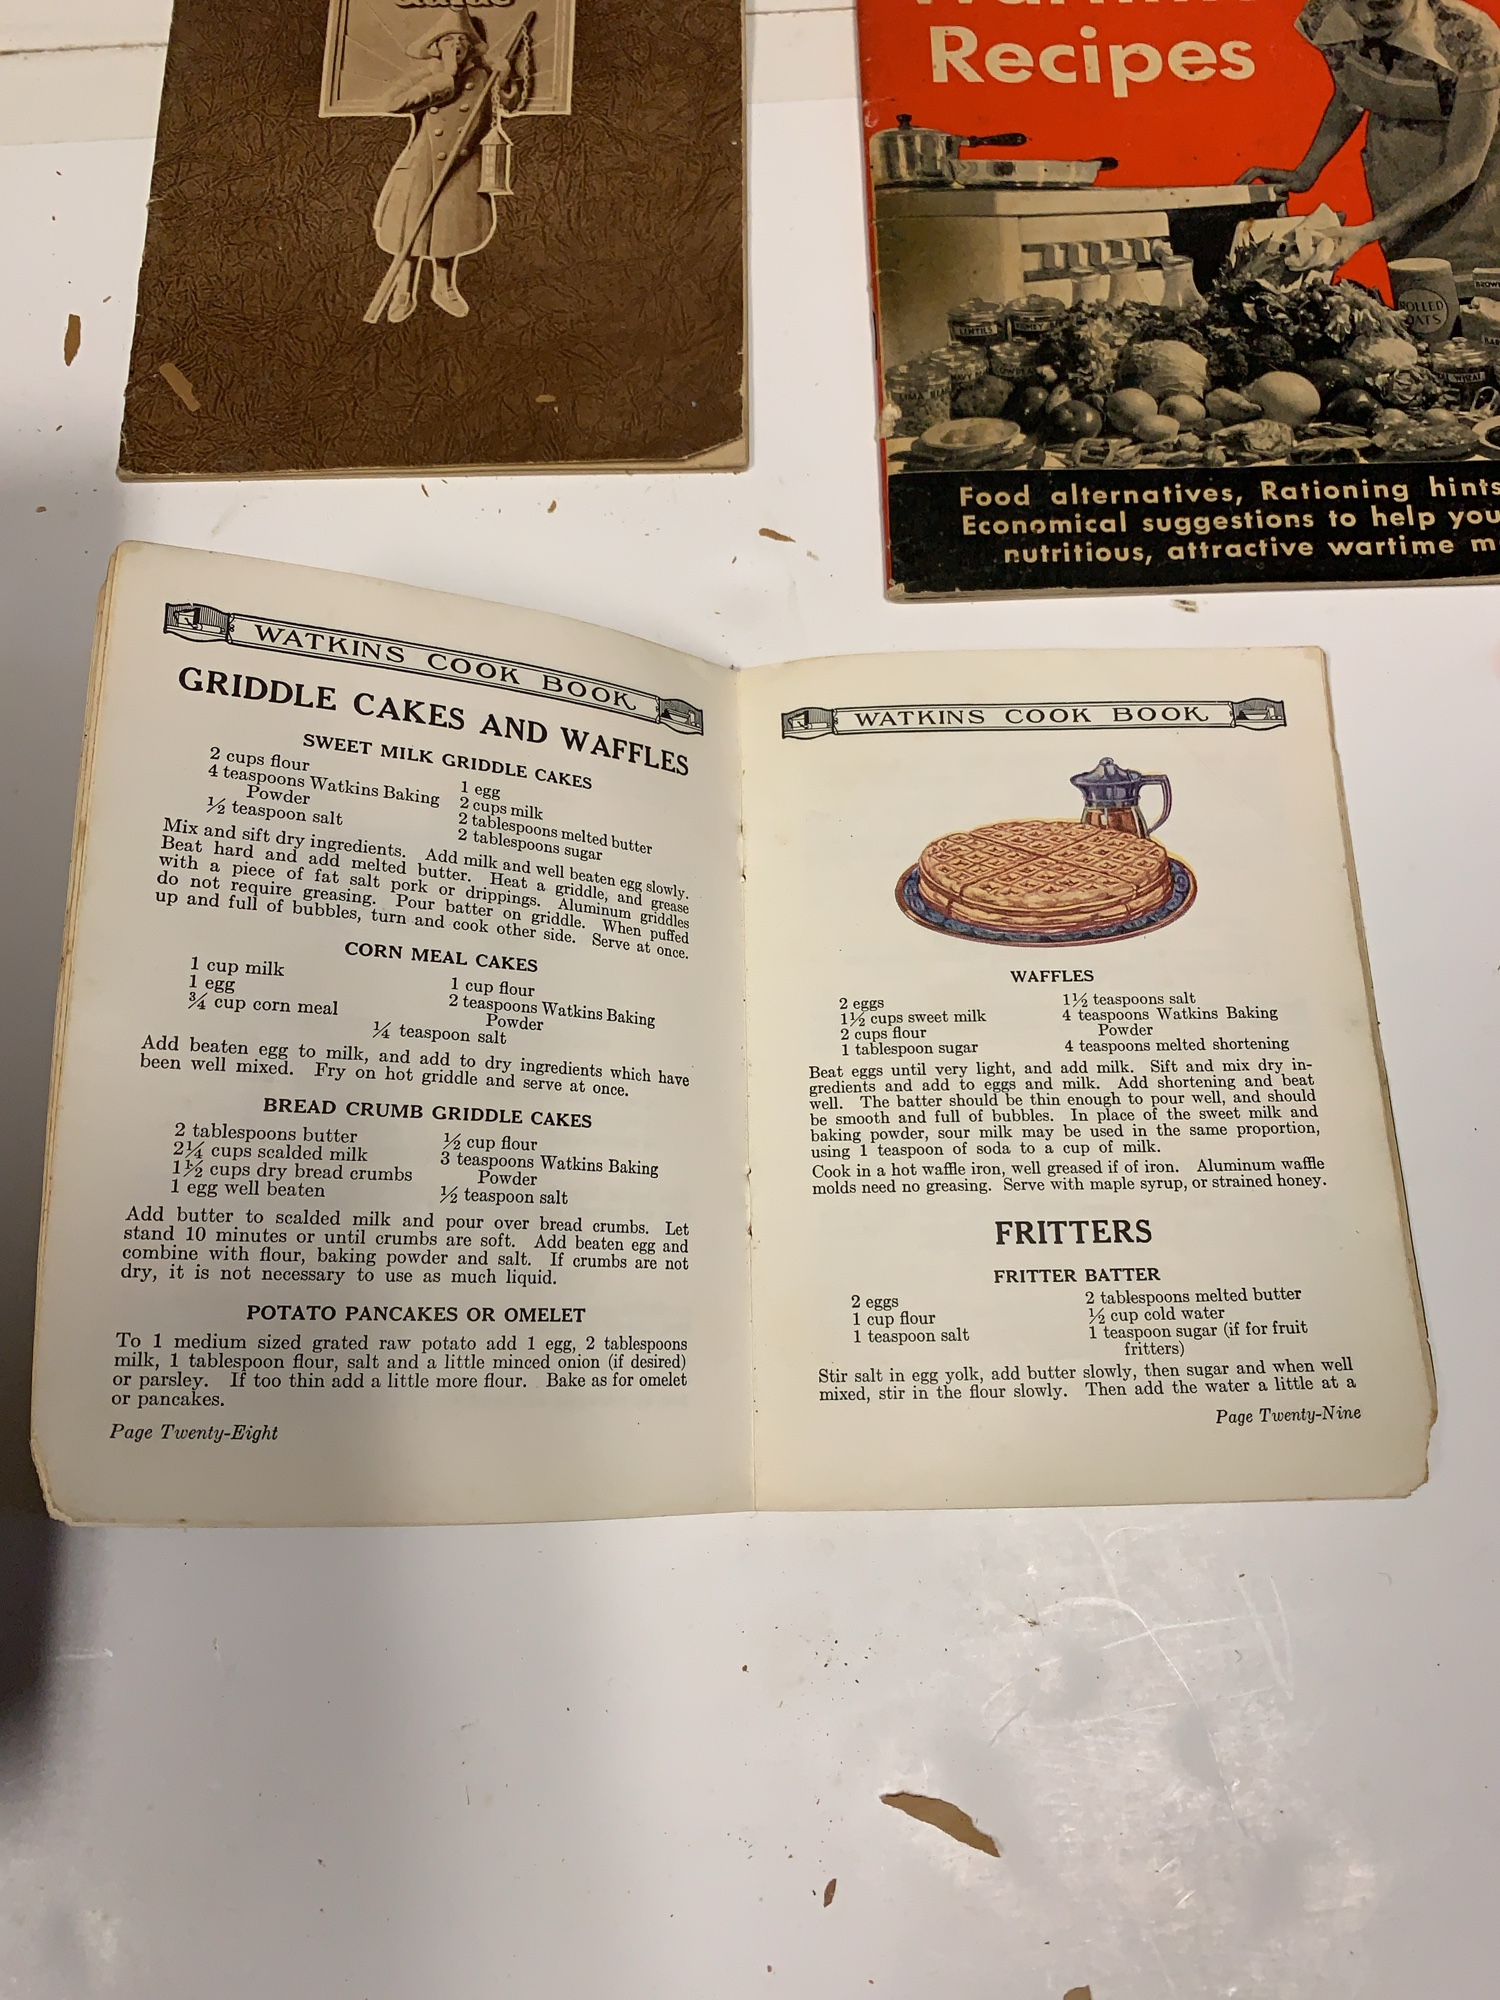 Guide
Wartime
Recipes
LENTILS
KIDNEY
NAVY
COWPEAS
LIMA BEANS
ROLLED
OATS
BROWN
Food alternatives, Rationing hints
Economical suggestions to help you
nutritious, attractive wartime m
WATKINS COOK BOOK
GRIDDLE CAKES AND WAFFLES
SWEET MILK GRIDDLE CAKES
2 cups flour
4 teaspoons Watkins Baking
Powder
½ teaspoon salt
1 egg
2 cups milk
2 tablespoons melted butter
2 tablespoons sugar
Mix and sift dry ingredients. Add milk and well beaten egg slowly.
Beat hard and add melted butter. Heat a griddle, and grease
with a piece of fat salt pork or drippings. Aluminum griddles
do not require greasing. Pour batter on griddle. When puffed
up and full of bubbles, turn and cook other side. Serve at once.
CORN MEAL CAKES
1 cup milk
1 egg
¾ cup corn meal
1 cup flour
2 teaspoons Watkins Baking
Powder
¼ teaspoon salt
Add beaten egg to milk, and add to dry ingredients which have
been well mixed. Fry on hot griddle and serve at once.
BREAD CRUMB GRIDDLE CAKES
2 tablespoons butter
2¼ cups scalded milk
1½ cups dry bread crumbs
1 egg well beaten
½ cup flour
3 teaspoons Watkins Baking
Powder
½ teaspoon salt
Add butter to scalded milk and pour over bread crumbs. Let
stand 10 minutes or until crumbs are soft. Add beaten egg and
combine with flour, baking powder and salt. If crumbs are not
dry, it is not necessary to use as much liquid.
POTATO PANCAKES OR OMELET
To 1 medium sized grated raw potato add 1 egg, 2 tablespoons
milk, 1 tablespoon flour, salt and a little minced onion (if desired)
or parsley. If too thin add a little more flour. Bake as for omelet
or pancakes.
Page Twenty-Eight
WATKINS COOK BOOK
WAFFLES
2 eggs
1½ cups sweet milk
2 cups flour
1 tablespoon sugar
1½ teaspoons salt
4 teaspoons Watkins Baking
Powder
4 teaspoons melted shortening
Beat eggs until very light, and add milk. Sift and mix dry in-
gredients and add to eggs and milk. Add shortening and beat
well. The batter should be thin enough to pour well, and should
be smooth and full of bubbles. In place of the sweet milk and
baking powder, sour milk may be used in the same proportion,
using 1 teaspoon of soda to a cup of milk.
Cook in a hot waffle iron, well greased if of iron. Aluminum waffle
molds need no greasing. Serve with maple syrup, or strained honey.
FRITTERS
FRITTER BATTER
2 eggs
1 cup flour
1 teaspoon salt
2 tablespoons melted butter
½ cup cold water
1 teaspoon sugar (if for fruit
fritters)
Stir salt in egg yolk, add butter slowly, then sugar and when well
mixed, stir in the flour slowly. Then add the water a little at a
Page Twenty-Nine